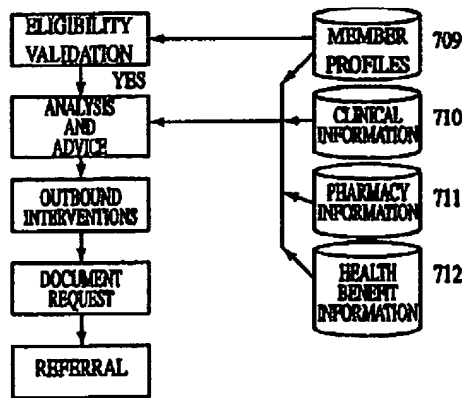 ELIGIBILITY
VALIDATION
YES
ANALYSIS
AND
ADVICE
OUTBOUND
INTERVENTIONS
DOCUMENT
REQUEST
REFERRAL
MEMBER
PROFILES
709
CLINICAL
INFORMATION
710
PHARMACY
INFORMATION
711
HEALTH
BENEFIT
INFORMATION
712